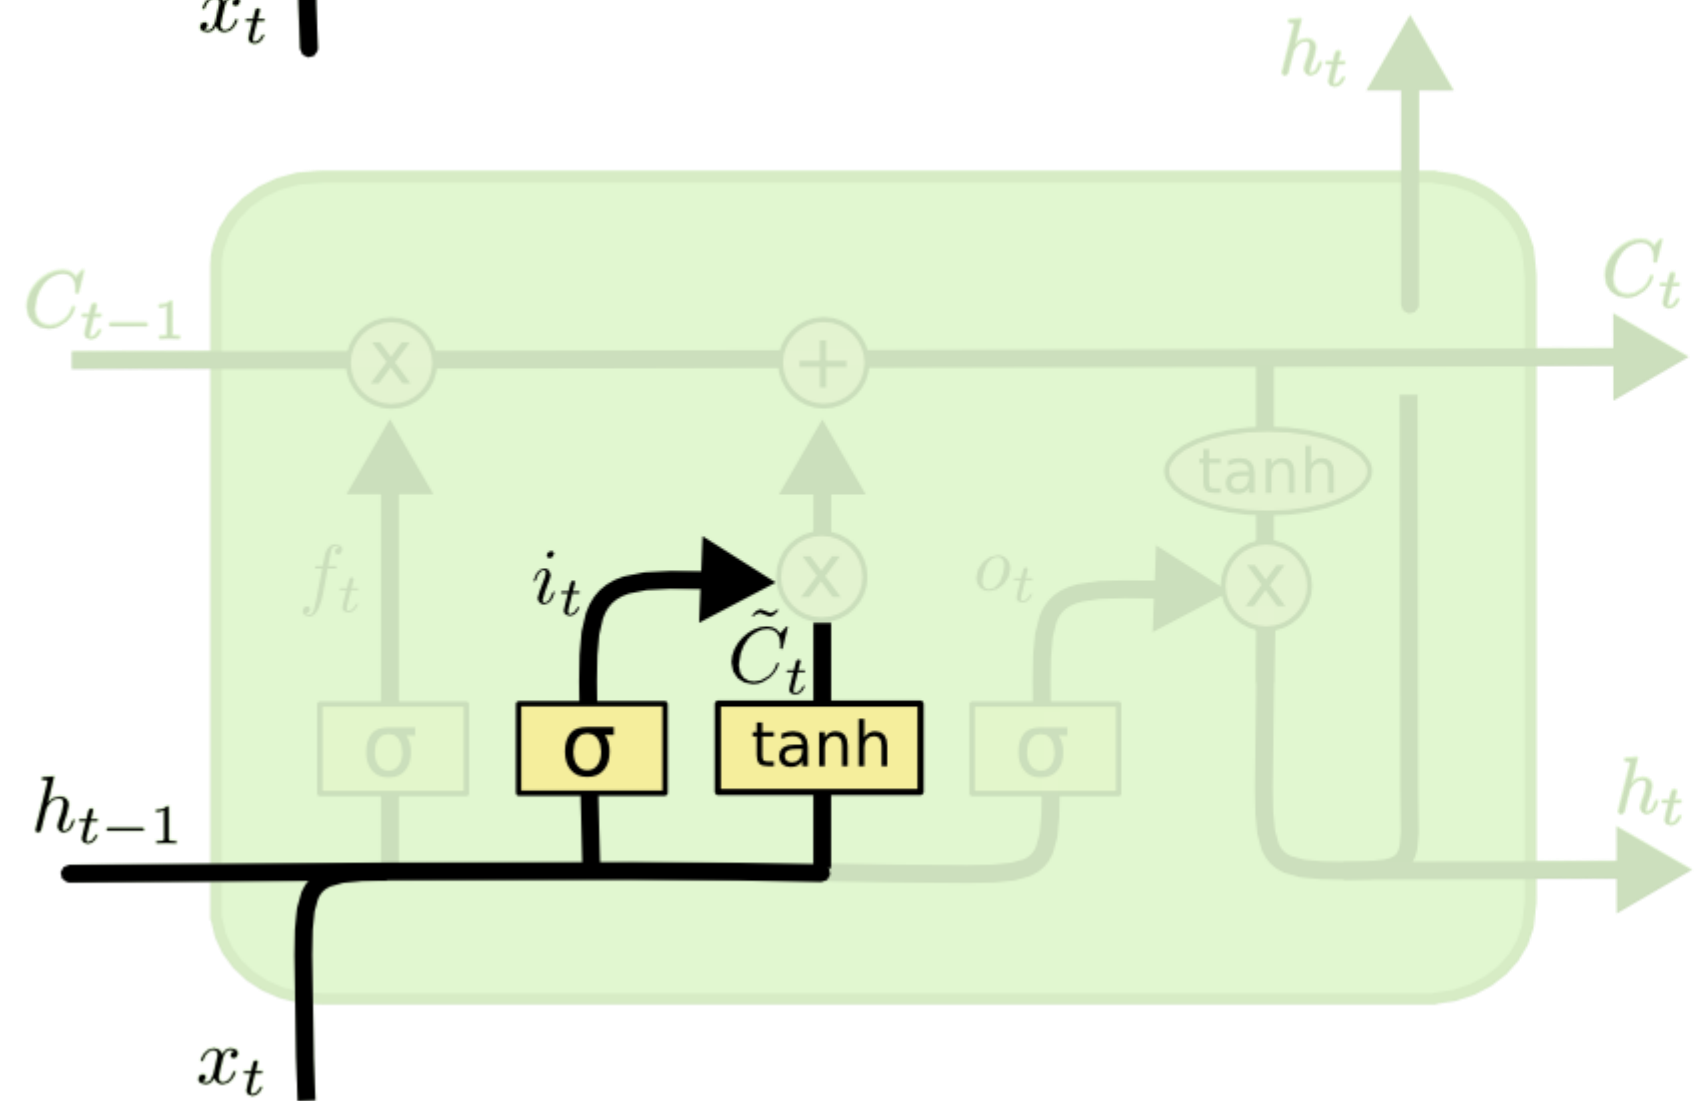 x_t
h_t
C_{t-1}
C_t
x
+
tanh
f_t
i_t
x
o_t
x
C̃_t
σ
σ
tanh
σ
h_{t-1}
h_t
x_t